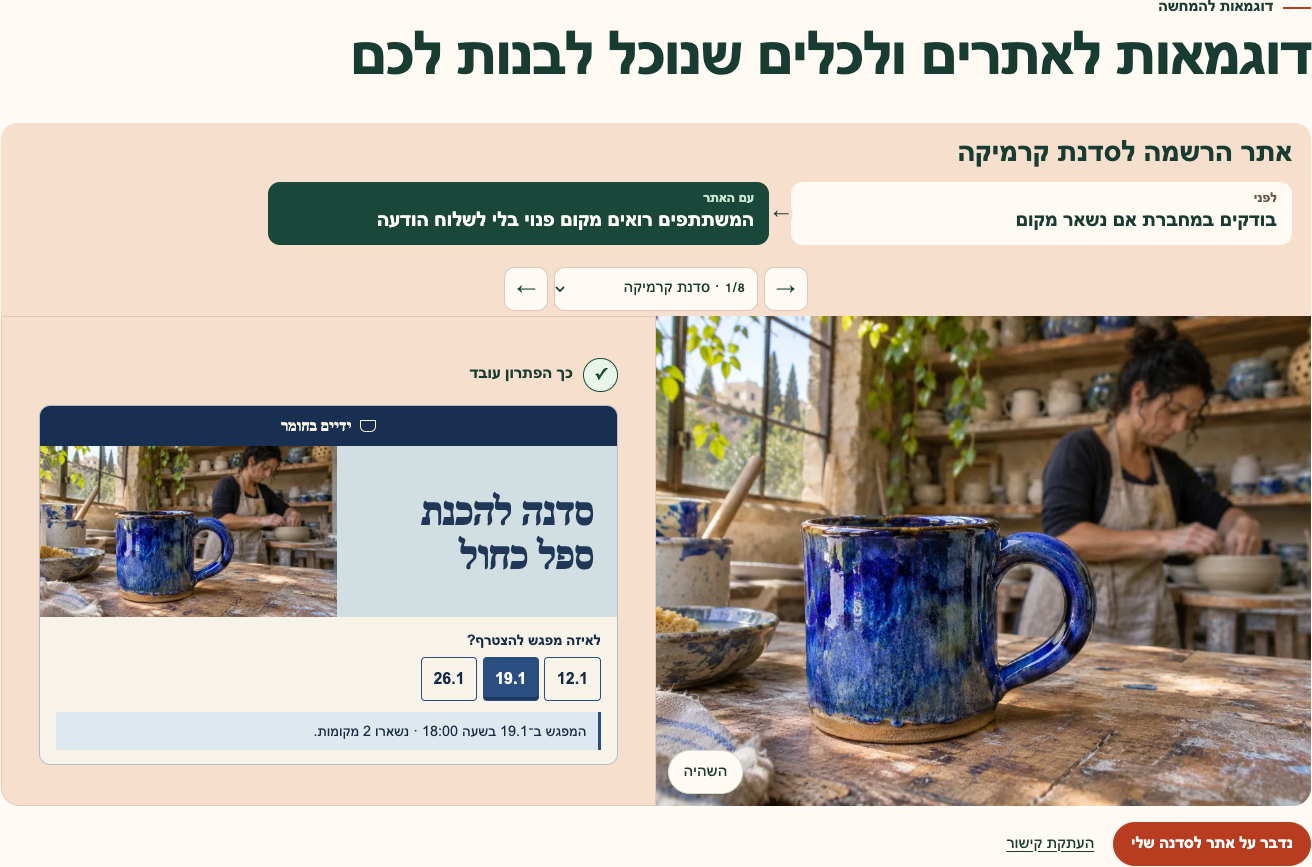 דוגמאות להמחשה
דוגמאות לאתרים ולכלים שנוכל לבנות לכם
אתר הרשמה לסדנת קרמיקה
לפני
בודקים במחברת אם נשאר מקום
←
עם האתר
המשתתפים רואים מקום פנוי בלי לשלוח הודעה
→
1/8 · סדנת קרמיקה
←
✓ כך הפתרון עובד
ידיים בחומר
סדנה להכנת
ספל כחול
לאיזה מפגש להצטרף?
12.1 19.1 26.1
המפגש ב־19.1 בשעה 18:00 · נשארו 2 מקומות.
השהיה
נדבר על אתר לסדנה שלי
העתקת קישור